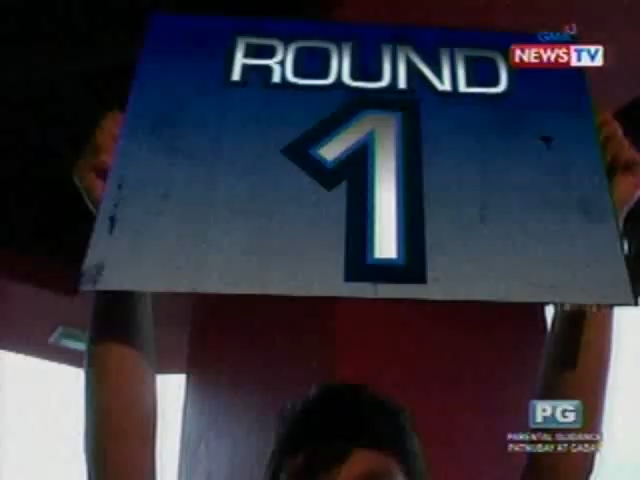 GMA
NEWS TV
ROUND
1
PG
PARENTAL GUIDANCE
PATNUBAY AT GABAY